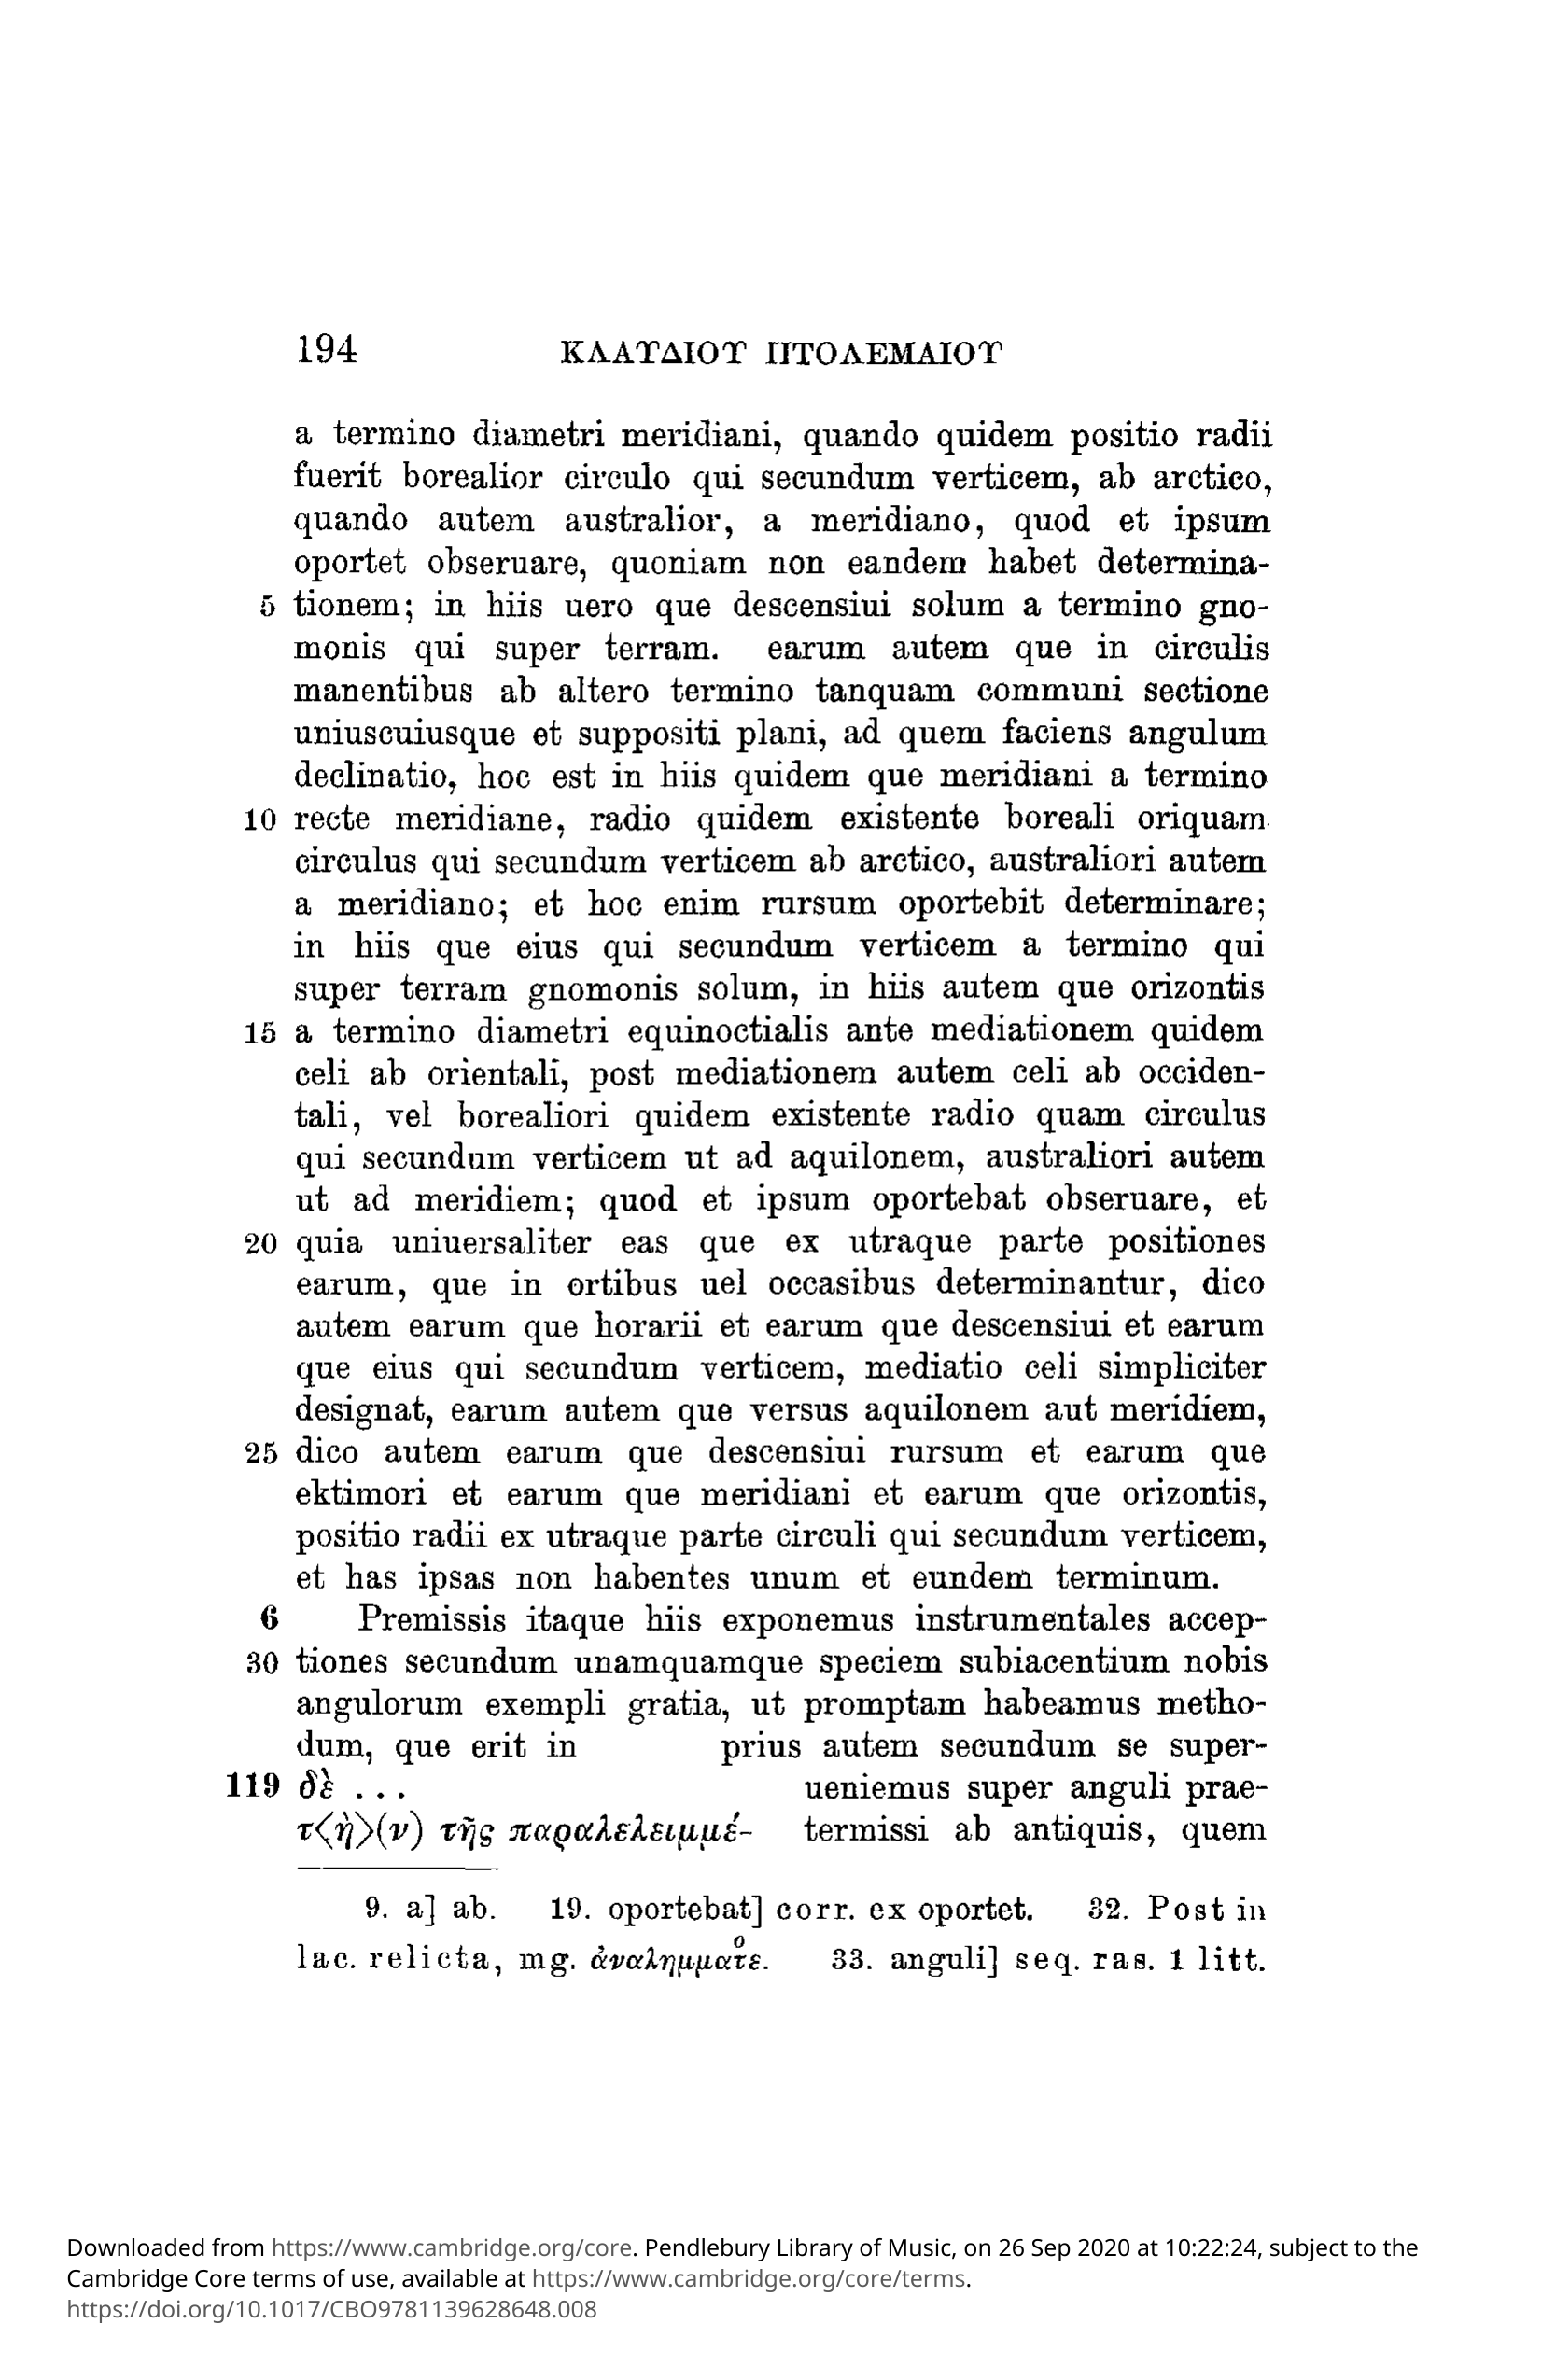 194 ΚΛΑΥΔΙΟΥ ΠΤΟΛΕΜΑΙΟΥ
a termino diametri meridiani, quando quidem positio radii
fuerit borealior circulo qui secundum verticem, ab arctico,
quando autem australior, a meridiano, quod et ipsum
oportet obseruare, quoniam non eandem habet determina-
5 tionem; in hiis uero que descensiui solum a termino gno-
monis qui super terram. earum autem que in circulis
manentibus ab altero termino tanquam communi sectione
uniuscuiusque et suppositi plani, ad quem faciens angulum
declinatio, hoc est in hiis quidem que meridiani a termino
10 recte meridiane, radio quidem existente boreali oriquam
circulus qui secundum verticem ab arctico, australiori autem
a meridiano; et hoc enim rursum oportebit determinare;
in hiis que eius qui secundum verticem a termino qui
super terram gnomonis solum, in hiis autem que orizontis
15 a termino diametri equinoctialis ante mediationem quidem
celi ab orientali, post mediationem autem celi ab occiden-
tali, vel borealiori quidem existente radio quam circulus
qui secundum verticem ut ad aquilonem, australiori autem
ut ad meridiem; quod et ipsum oportebat obseruare, et
20 quia uniuersaliter eas que ex utraque parte positiones
earum, que in ortibus uel occasibus determinantur, dico
autem earum que horarii et earum que descensiui et earum
que eius qui secundum verticem, mediatio celi simpliciter
designat, earum autem que versus aquilonem aut meridiem,
25 dico autem earum que descensiui rursum et earum que
ektimori et earum que meridiani et earum que orizontis,
positio radii ex utraque parte circuli qui secundum verticem,
et has ipsas non habentes unum et eundem terminum.
6 Premissis itaque hiis exponemus instrumentales accep-
30 tiones secundum unamquamque speciem subiacentium nobis
angulorum exempli gratia, ut promptam habeamus metho-
dum, que erit in prius autem secundum se super-
119 δὲ ... ueniemus super anguli prae-
τ⟨ὴ⟩(ν) τῆς παραλελειμμέ- termissi ab antiquis, quem
9. a] ab. 19. oportebat] corr. ex oportet. 32. Post in
lac. relicta, mg. ἀναλημματε͂ο. 33. anguli] seq. ras. 1 litt.
Downloaded from https://www.cambridge.org/core. Pendlebury Library of Music, on 26 Sep 2020 at 10:22:24, subject to the
Cambridge Core terms of use, available at https://www.cambridge.org/core/terms.
https://doi.org/10.1017/CBO9781139628648.008